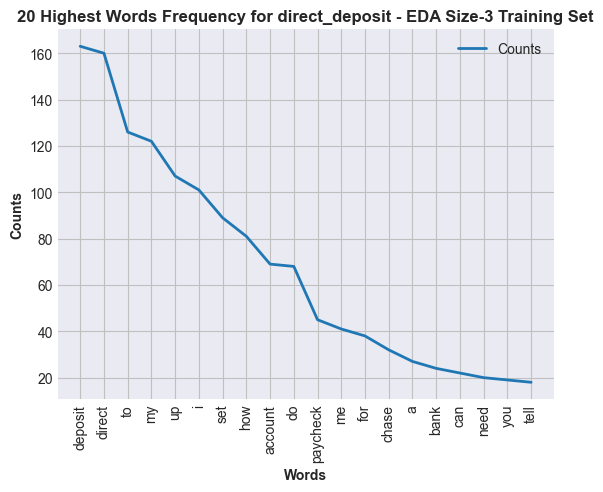 20 Highest Words Frequency for direct_deposit - EDA Size-3 Training Set
Counts
160
140
120
100
80
60
40
20
Counts
deposit
direct
to
my
up
i
set
how
account
do
paycheck
me
for
chase
a
bank
can
need
you
tell
Words